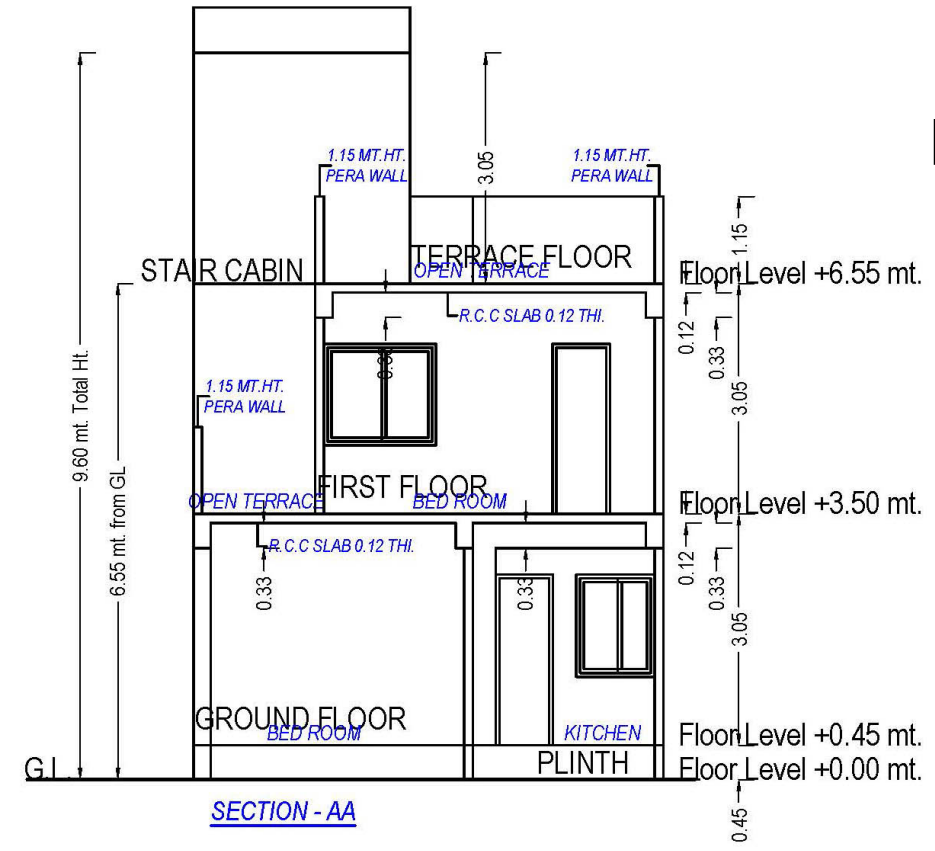 1.15 MT.HT.
PERA WALL
1.15 MT.HT.
PERA WALL
3.05
1.15
STAIR CABIN
TERRACE FLOOR
OPEN TERRACE
Floor Level +6.55 mt.
R.C.C SLAB 0.12 THI.
0.12
0.33
0.33
3.05
9.60 mt. Total Ht.
1.15 MT.HT.
PERA WALL
6.55 mt. from GL
FIRST FLOOR
OPEN TERRACE
BED ROOM
Floor Level +3.50 mt.
R.C.C SLAB 0.12 THI.
0.33
0.33
0.12
0.33
3.05
GROUND FLOOR
BED ROOM
KITCHEN
Floor Level +0.45 mt.
G.L.
PLINTH
Floor Level +0.00 mt.
SECTION - AA
0.45